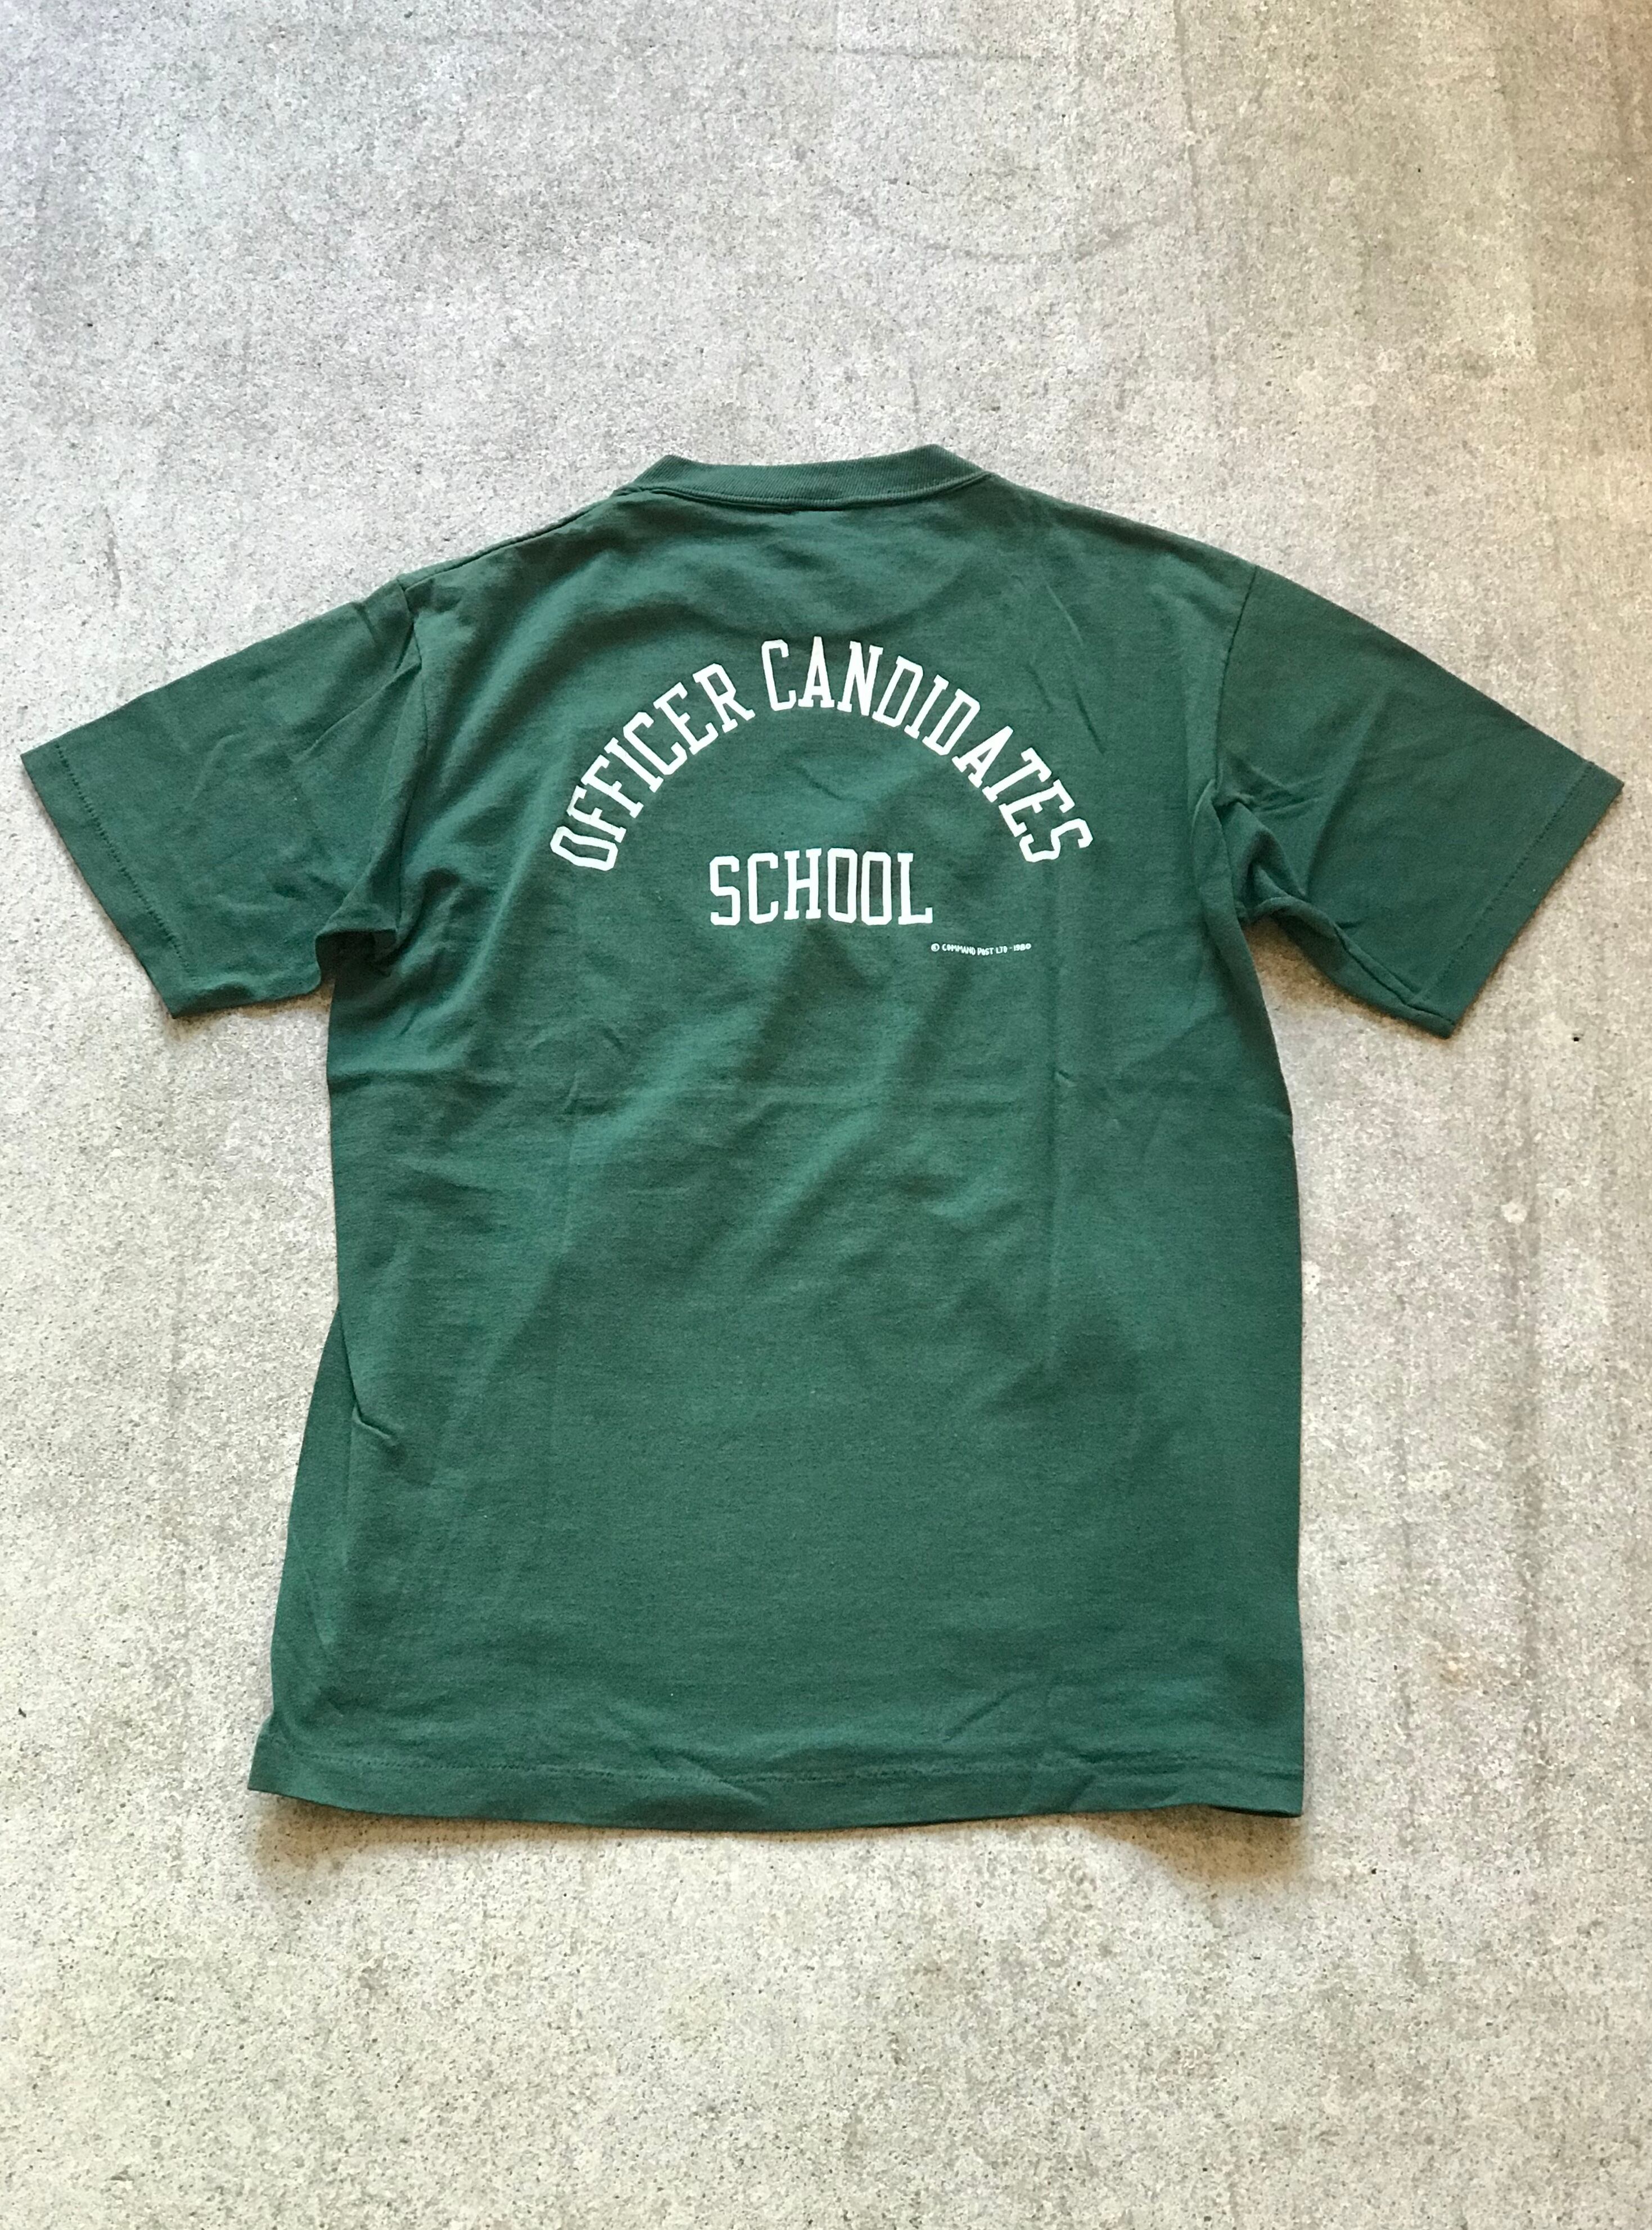 OFFICER CANDIDATES
SCHOOL
© COMMAND POST LTD - 1980